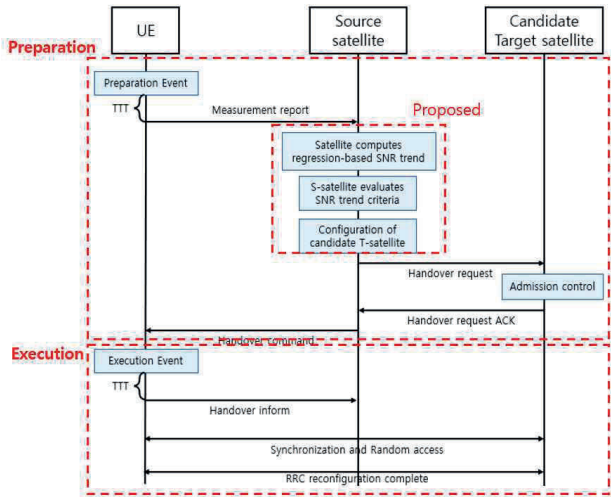 UE
Source
satellite
Candidate
Target satellite
Preparation
Preparation Event
TTT
Measurement report
Proposed
Satellite computes
regression-based SNR trend
S-satellite evaluates
SNR trend criteria
Configuration of
candidate T-satellite
Handover request
Admission control
Handover request ACK
Handover command
Execution
Execution Event
TTT
Handover inform
Synchronization and Random access
RRC reconfiguration complete